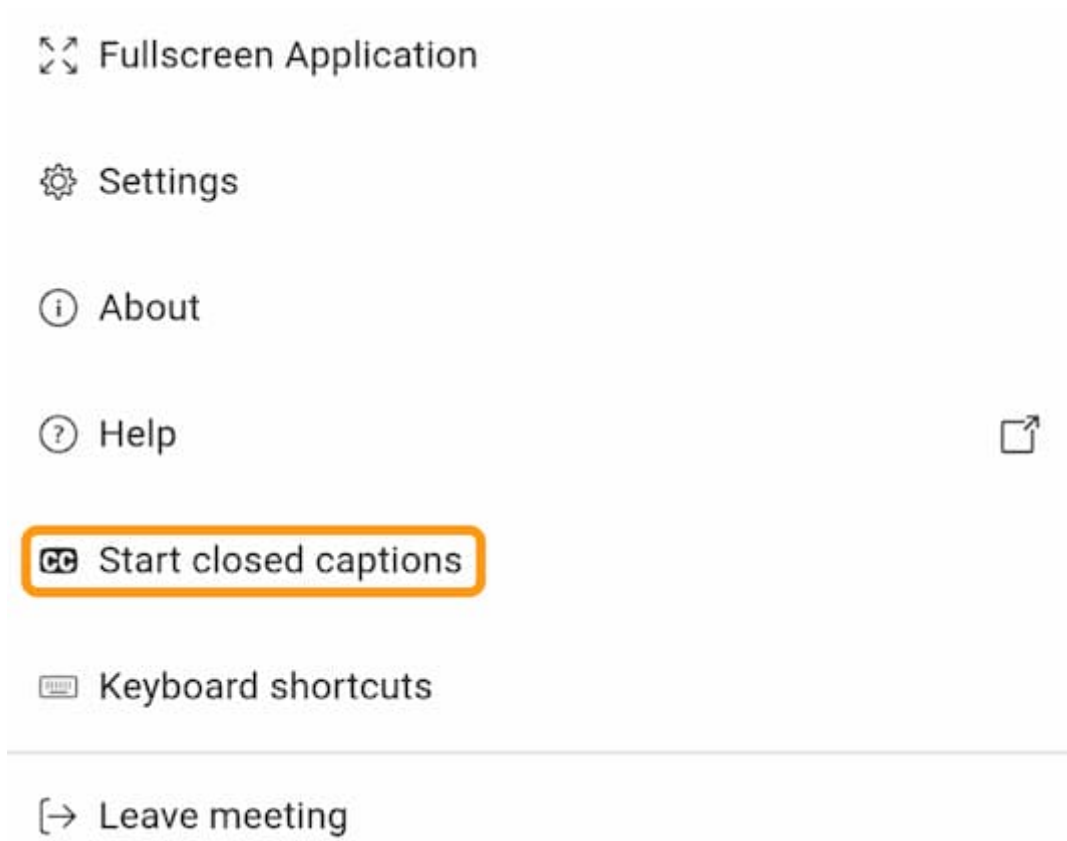 Fullscreen Application
Settings
About
Help
CC Start closed captions
Keyboard shortcuts
Leave meeting